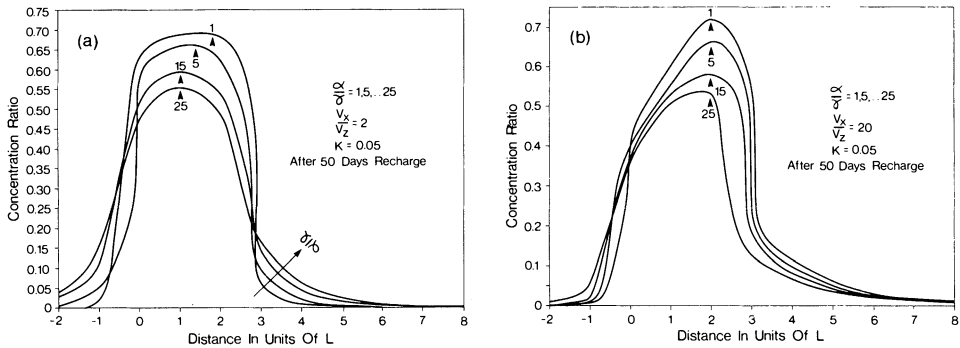 (a)
Concentration Ratio
0.75
0.70
0.65
0.60
0.55
0.50
0.45
0.40
0.35
0.30
0.25
0.20
0.15
0.10
0.05
0
1
5
15
25
= 1,5,..25
Vx
Vz = 2
K = 0.05
After 50 Days Recharge
-2 -1 0 1 2 3 4 5 6 7 8
Distance In Units Of L
(b)
Concentration Ratio
0.7
0.6
0.5
0.4
0.3
0.2
0.1
0
1
5
15
25
= 1,5,..25
Vx
Vz = 20
K = 0.05
After 50 Days Recharge
-2 -1 0 1 2 3 4 5 6 7 8
Distance In Units Of L